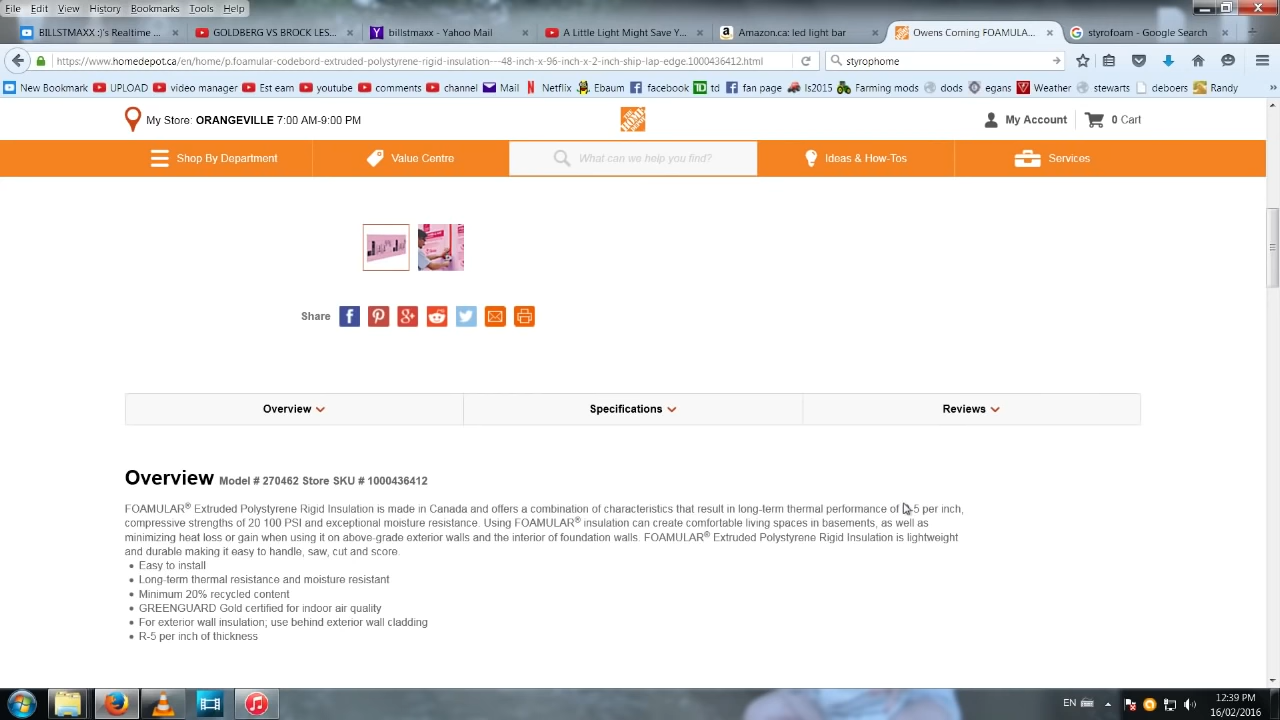 File Edit View History Bookmarks Tools Help
BILLSTMAXX ;)'s Realtime ... GOLDBERG VS BROCK LES... billstmaxx - Yahoo Mail A Little Light Might Save Y... Amazon.ca: led light bar Owens Corning FOAMULA... styrofoam - Google Search
https://www.homedepot.ca/en/home/p.foamular-codebord-extruded-polystyrene-rigid-insulation---48-inch-x-96-inch-x-2-inch-ship-lap-edge.1000436412.html styrophome
New Bookmark UPLOAD video manager Est earn youtube comments channel Mail Netflix Ebaum facebook td fan page ls2015 Farming mods dods egans Weather stewarts deboers Randy
My Store: ORANGEVILLE 7:00 AM-9:00 PM My Account 0 Cart
Shop By Department Value Centre What can we help you find? Ideas & How-Tos Services
Share
Overview Specifications Reviews
Overview Model # 270462 Store SKU # 1000436412
FOAMULAR® Extruded Polystyrene Rigid Insulation is made in Canada and offers a combination of characteristics that result in long-term thermal performance of -5 per inch,
compressive strengths of 20 100 PSI and exceptional moisture resistance. Using FOAMULAR® insulation can create comfortable living spaces in basements, as well as
minimizing heat loss or gain when using it on above-grade exterior walls and the interior of foundation walls. FOAMULAR® Extruded Polystyrene Rigid Insulation is lightweight
and durable making it easy to handle, saw, cut and score.
Easy to install
Long-term thermal resistance and moisture resistant
Minimum 20% recycled content
GREENGUARD Gold certified for indoor air quality
For exterior wall insulation; use behind exterior wall cladding
R-5 per inch of thickness
EN
12:39 PM
16/02/2016